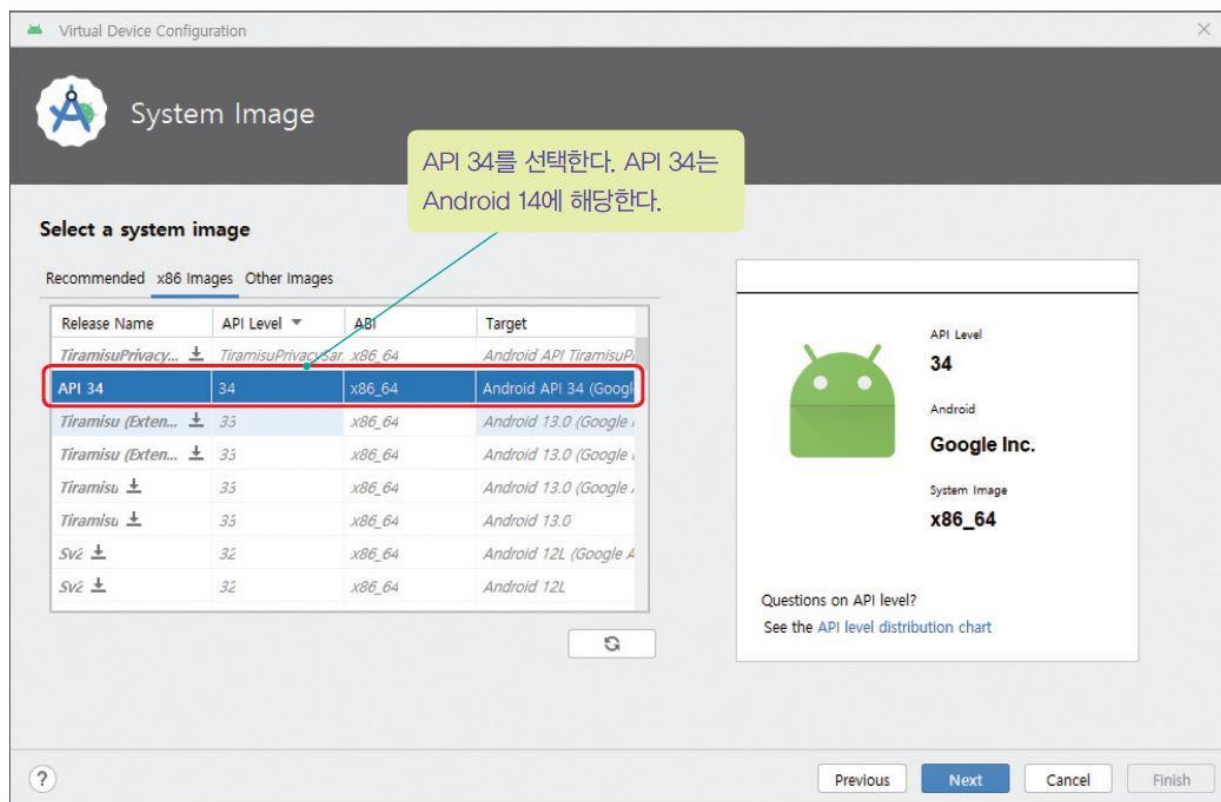 Virtual Device Configuration
System Image
API 34를 선택한다. API 34는
Android 14에 해당한다.
Select a system image
Recommended x86 Images Other Images
Release Name API Level ABI Target
TiramisuPrivacy... TiramisuPrivacySar. x86_64 Android API TiramisuP
API 34 34 x86_64 Android API 34 (Googl
Tiramisu (Exten... 33 x86_64 Android 13.0 (Google
Tiramisu (Exten... 33 x86_64 Android 13.0 (Google
Tiramisu 33 x86_64 Android 13.0 (Google
Tiramisu 33 x86_64 Android 13.0
Sv2 32 x86_64 Android 12L (Google A
Sv2 32 x86_64 Android 12L
API Level
34
Android
Google Inc.
System Image
x86_64
Questions on API level?
See the API level distribution chart
? Previous Next Cancel Finish